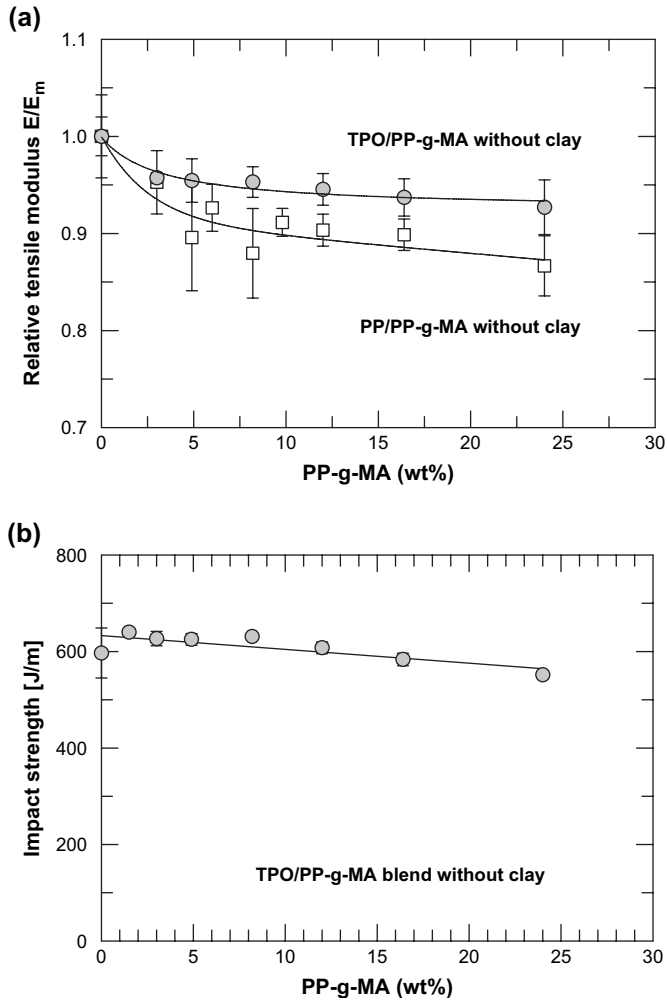 (a)
Relative tensile modulus E/Em
1.1
1.0
0.9
0.8
0.7
TPO/PP-g-MA without clay
PP/PP-g-MA without clay
0 5 10 15 20 25 30
PP-g-MA (wt%)
(b)
Impact strength [J/m]
800
600
400
200
0
TPO/PP-g-MA blend without clay
0 5 10 15 20 25 30
PP-g-MA (wt%)